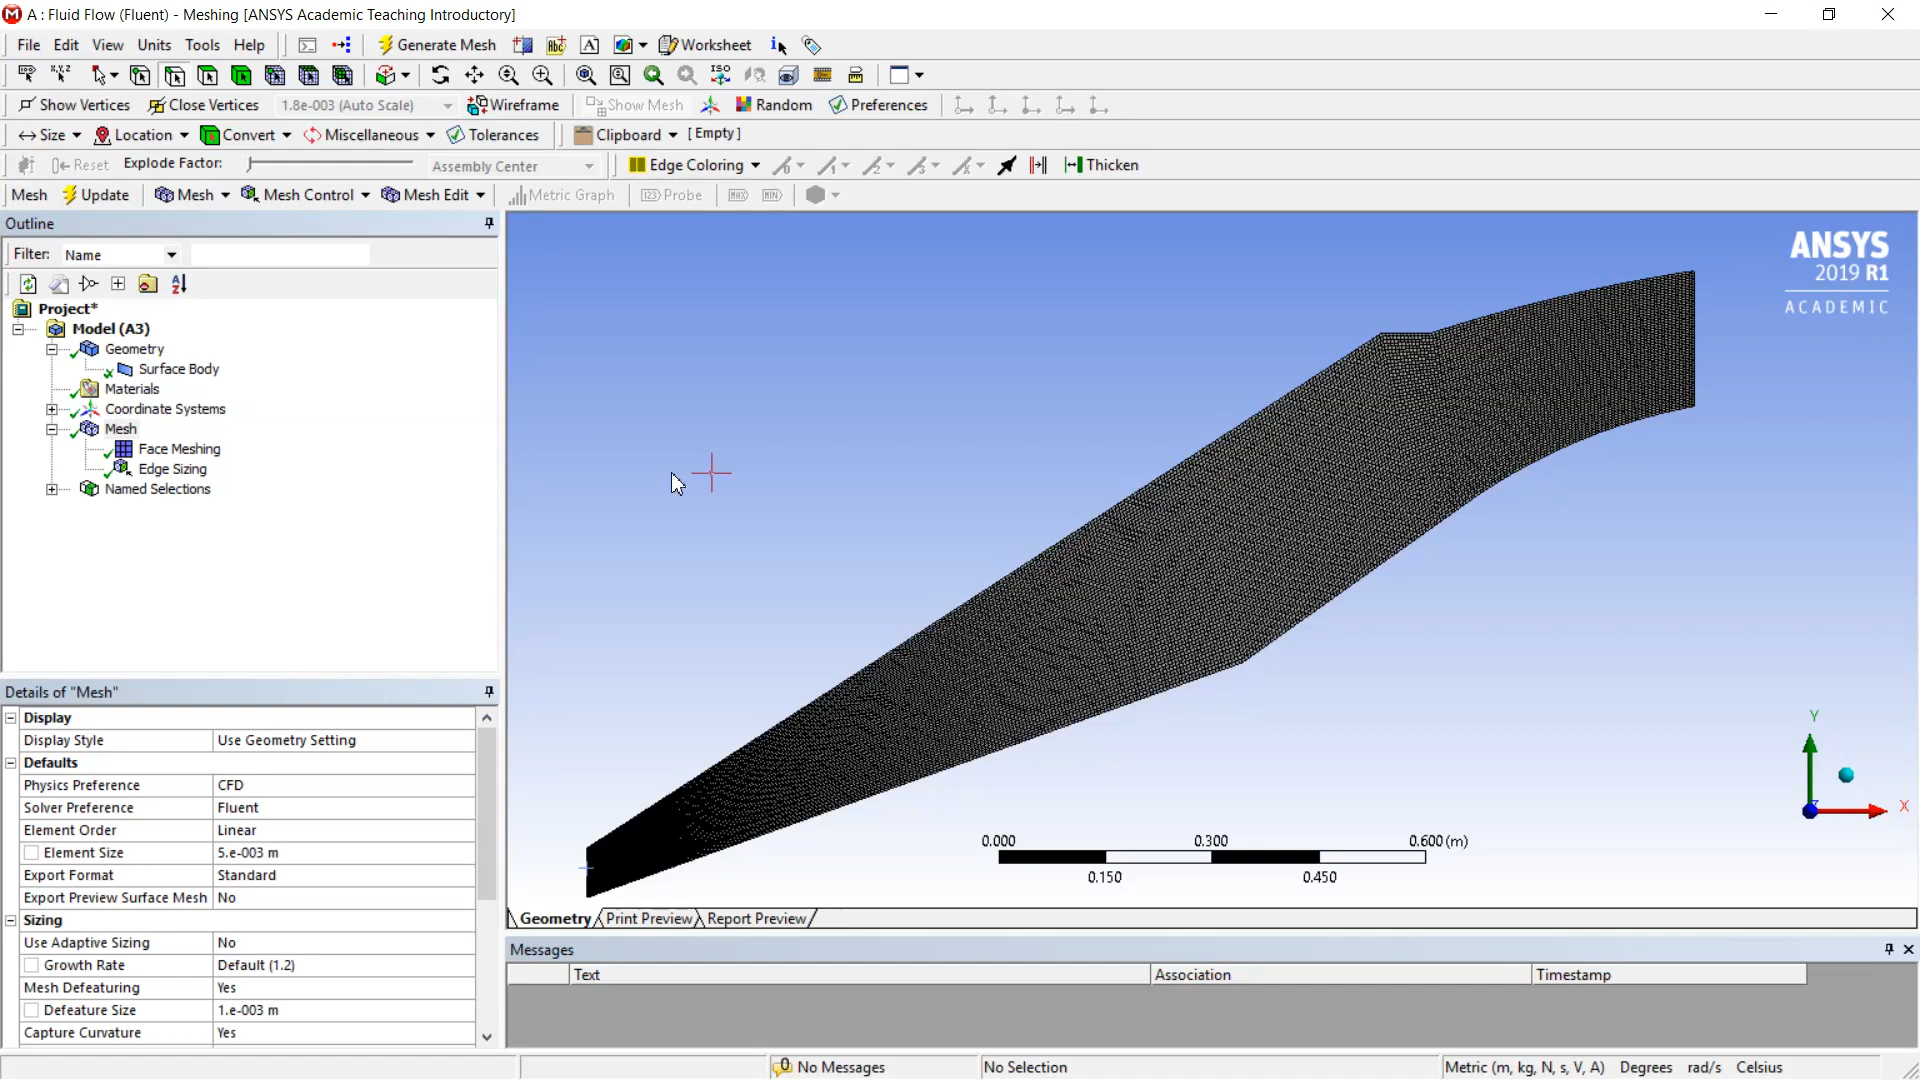 A : Fluid Flow (Fluent) - Meshing [ANSYS Academic Teaching Introductory]
File Edit View Units Tools Help Generate Mesh Abc A Worksheet i
ISO
Show Vertices Close Vertices 1.8e-003 (Auto Scale) Wireframe Show Mesh Random Preferences
Size Location Convert Miscellaneous Tolerances Clipboard [ Empty ]
Reset Explode Factor: Assembly Center Edge Coloring Thicken
Mesh Update Mesh Mesh Control Mesh Edit Metric Graph Probe MAX MIN
Outline
Filter: Name
Project*
Model (A3)
Geometry
Surface Body
Materials
Coordinate Systems
Mesh
Face Meshing
Edge Sizing
Named Selections
Details of "Mesh"
Display
Display Style Use Geometry Setting
Defaults
Physics Preference CFD
Solver Preference Fluent
Element Order Linear
Element Size 5.e-003 m
Export Format Standard
Export Preview Surface Mesh No
Sizing
Use Adaptive Sizing No
Growth Rate Default (1.2)
Mesh Defeaturing Yes
Defeature Size 1.e-003 m
Capture Curvature Yes
ANSYS
2019 R1
ACADEMIC
Y
X
0.000 0.300 0.600 (m)
0.150 0.450
Geometry Print Preview Report Preview
Messages
Text Association Timestamp
No Messages No Selection Metric (m, kg, N, s, V, A) Degrees rad/s Celsius